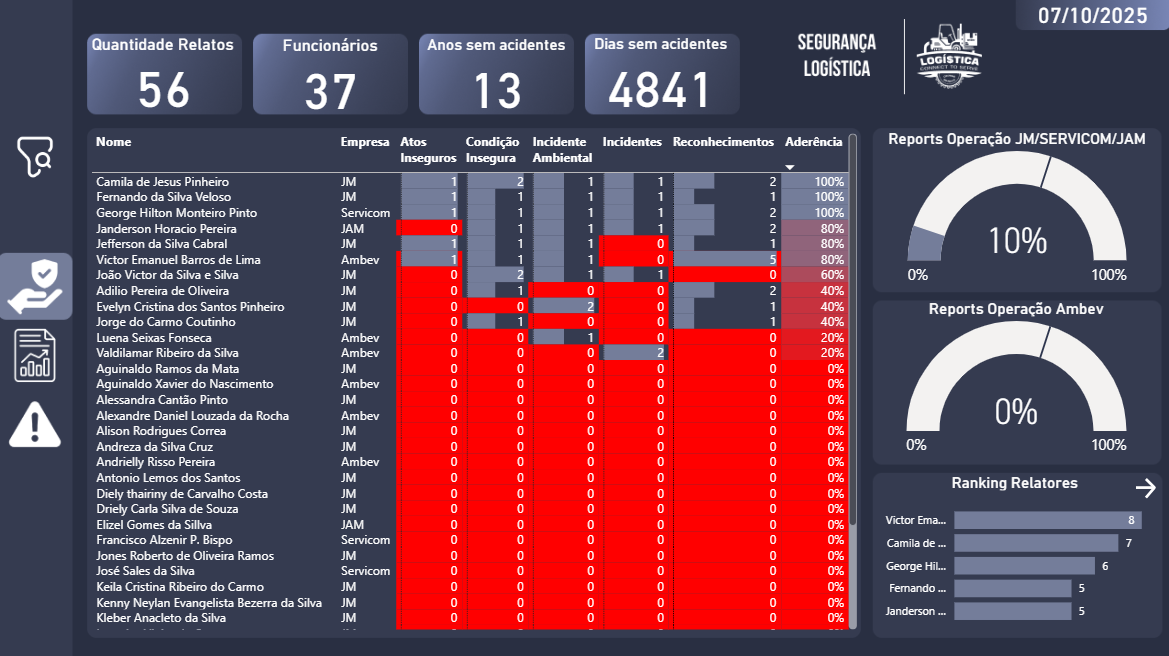 07/10/2025
Quantidade Relatos
56
Funcionários
37
Anos sem acidentes
13
Dias sem acidentes
4841
SEGURANÇA
LOGÍSTICA
LOGÍSTICA
CONNECT TO SERVE
Nome Empresa Atos Inseguros Condição Insegura Incidente Ambiental Incidentes Reconhecimentos Aderência
Camila de Jesus Pinheiro JM 1 2 1 1 2 100%
Fernando da Silva Veloso JM 1 1 1 1 1 100%
George Hilton Monteiro Pinto Servicom 1 1 1 1 2 100%
Janderson Horacio Pereira JAM 0 1 1 1 2 80%
Jefferson da Silva Cabral JM 1 1 1 0 1 80%
Victor Emanuel Barros de Lima Ambev 1 1 1 0 5 80%
João Victor da Silva e Silva JM 0 2 1 1 0 60%
Adilio Pereira de Oliveira JM 0 1 0 0 2 40%
Evelyn Cristina dos Santos Pinheiro JM 0 0 2 0 1 40%
Jorge do Carmo Coutinho JM 0 1 0 0 1 40%
Luena Seixas Fonseca Ambev 0 0 1 0 0 20%
Valdilamar Ribeiro da Silva Ambev 0 0 0 2 0 20%
Aguinaldo Ramos da Mata JM 0 0 0 0 0 0%
Aguinaldo Xavier do Nascimento Ambev 0 0 0 0 0 0%
Alessandra Cantão Pinto JM 0 0 0 0 0 0%
Alexandre Daniel Louzada da Rocha Ambev 0 0 0 0 0 0%
Alison Rodrigues Correa JM 0 0 0 0 0 0%
Andreza da Silva Cruz JM 0 0 0 0 0 0%
Andrielly Risso Pereira Ambev 0 0 0 0 0 0%
Antonio Lemos dos Santos JM 0 0 0 0 0 0%
Diely thairiny de Carvalho Costa JM 0 0 0 0 0 0%
Driely Carla Silva de Souza JM 0 0 0 0 0 0%
Elizel Gomes da Sillva JAM 0 0 0 0 0 0%
Francisco Alzenir P. Bispo Servicom 0 0 0 0 0 0%
Jones Roberto de Oliveira Ramos JM 0 0 0 0 0 0%
José Sales da Silva Servicom 0 0 0 0 0 0%
Keila Cristina Ribeiro do Carmo JM 0 0 0 0 0 0%
Kenny Neylan Evangelista Bezerra da Silva JM 0 0 0 0 0 0%
Kleber Anacleto da Silva JM 0 0 0 0 0 0%
Reports Operação JM/SERVICOM/JAM
10%
0% 100%
Reports Operação Ambev
0%
0% 100%
Ranking Relatores
Victor Ema... 8
Camila de ... 7
George Hil... 6
Fernando ... 5
Janderson ... 5